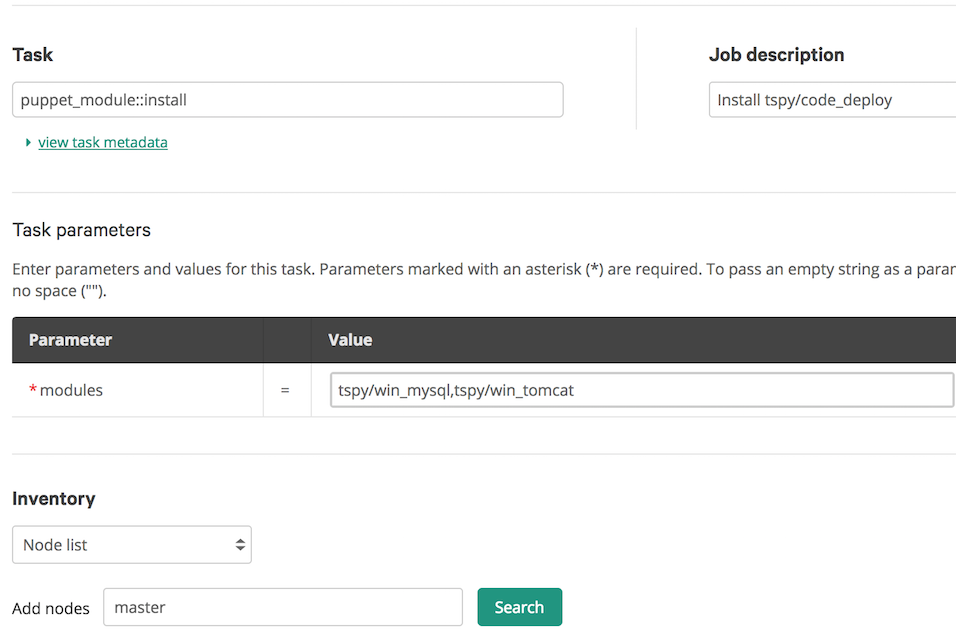 Task
Job description
puppet_module::install
Install tspy/code_deploy
view task metadata
Task parameters
Enter parameters and values for this task. Parameters marked with an asterisk (*) are required. To pass an empty string as a param
no space ("").
Parameter
Value
* modules
=
tspy/win_mysql,tspy/win_tomcat
Inventory
Node list
Add nodes
master
Search